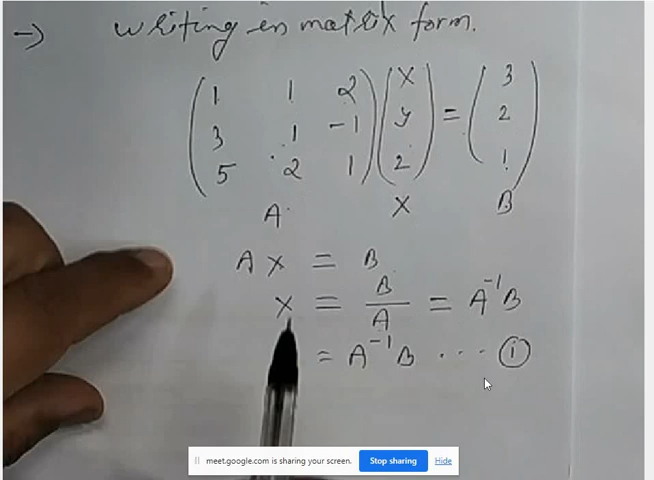 → writing in matrix form.
( 1 1 2 ) ( x ) = ( 3 )
( 3 1 -1 ) ( y ) = ( 2 )
( 5 2 1 ) ( z ) = ( 1 )
A X B
A X = B
X = B/A = A⁻¹B
= A⁻¹B ... ①
meet.google.com is sharing your screen. Stop sharing Hide